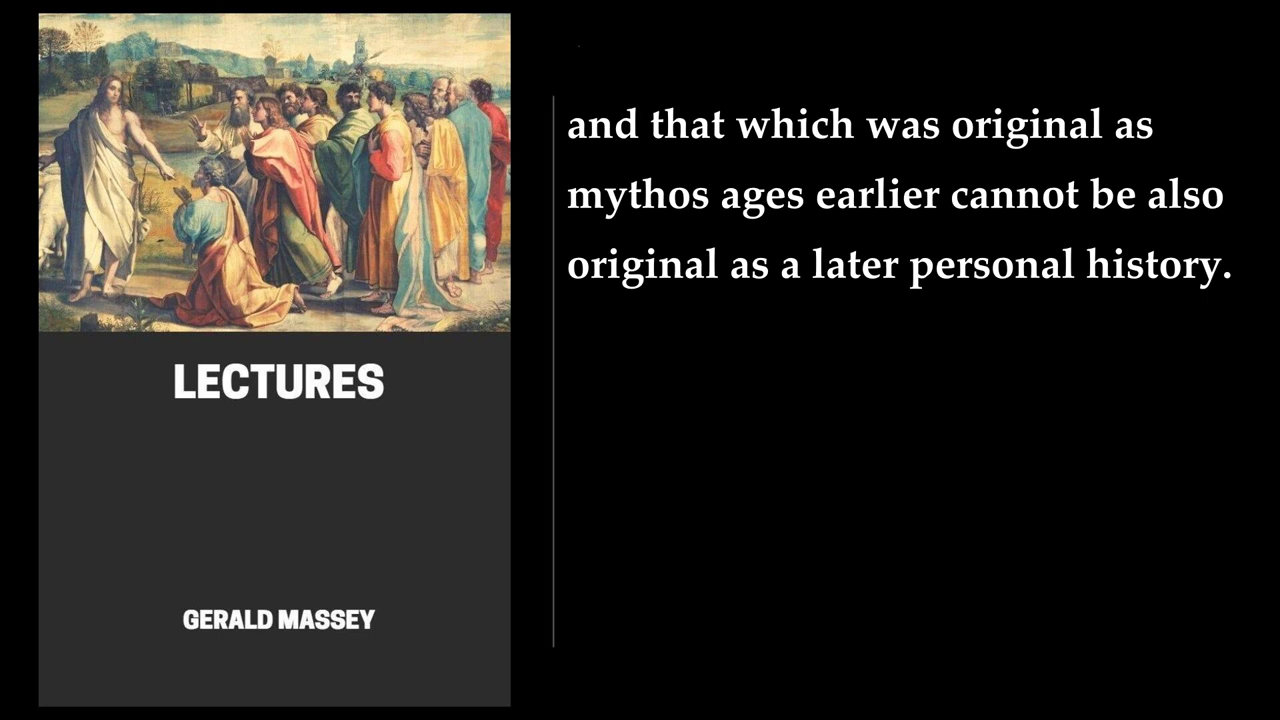 LECTURES
GERALD MASSEY
and that which was original as
mythos ages earlier cannot be also
original as a later personal history.